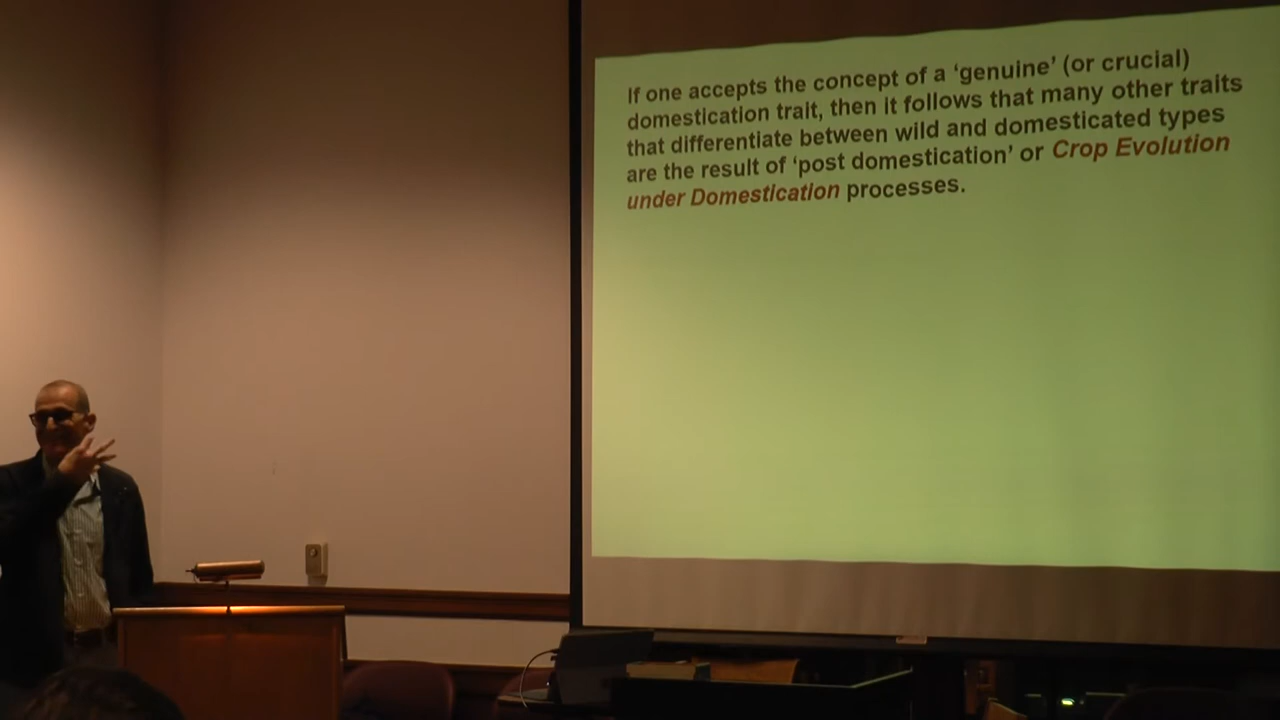 If one accepts the concept of a ‘genuine’ (or crucial)
domestication trait, then it follows that many other traits
that differentiate between wild and domesticated types
are the result of ‘post domestication’ or Crop Evolution
under Domestication processes.